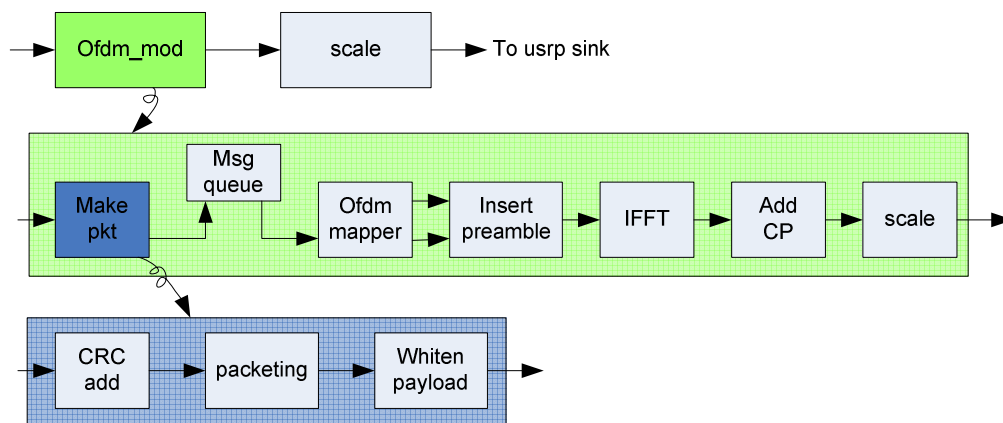 Ofdm_mod
scale
To usrp sink
Make
pkt
Msg
queue
Ofdm
mapper
Insert
preamble
IFFT
Add
CP
scale
CRC
add
packeting
Whiten
payload